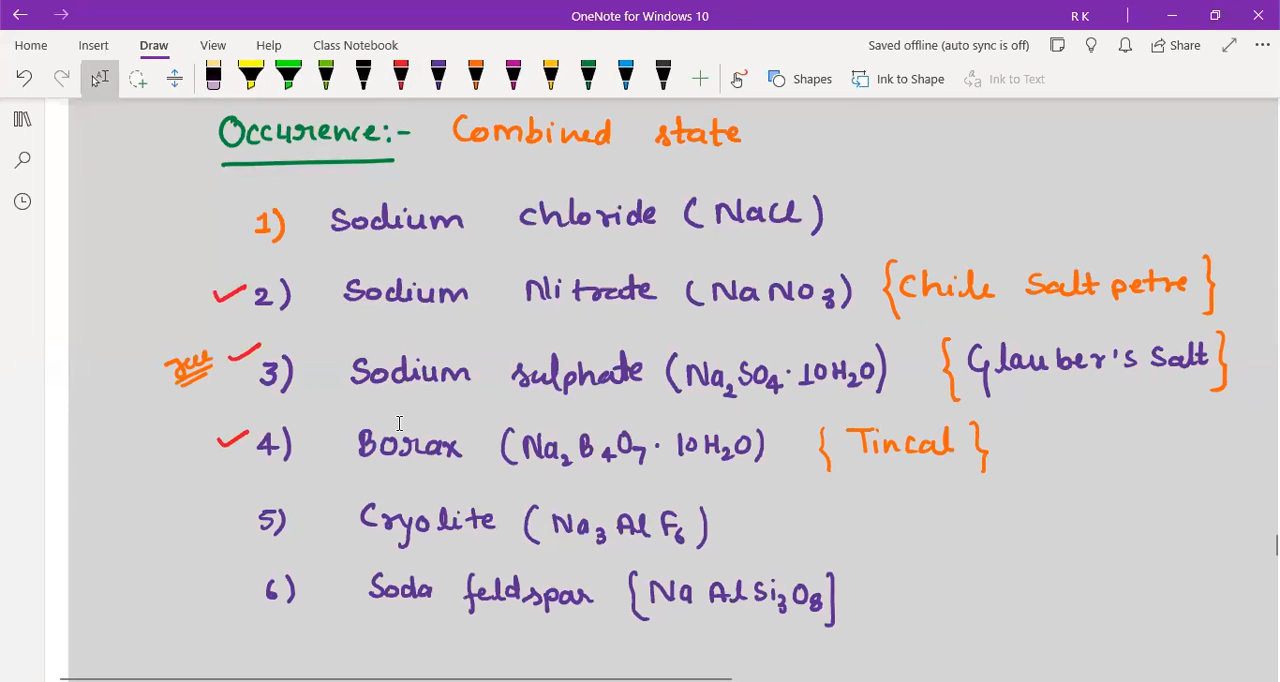 OneNote for Windows 10
R K
Home Insert Draw View Help Class Notebook
Saved offline (auto sync is off) Share
Shapes Ink to Shape Ink to Text
Occurence:- Combined state
1) Sodium chloride (NaCl)
2) Sodium Nitrate (NaNO₃) {Chile Salt petre}
3) Sodium sulphate (Na₂SO₄·10H₂O) {Glauber's Salt}
4) Borax (Na₂B₄O₇·10H₂O) {Tincal}
5) Cryolite (Na₃AlF₆)
6) Soda feldspar [NaAlSi₃O₈]